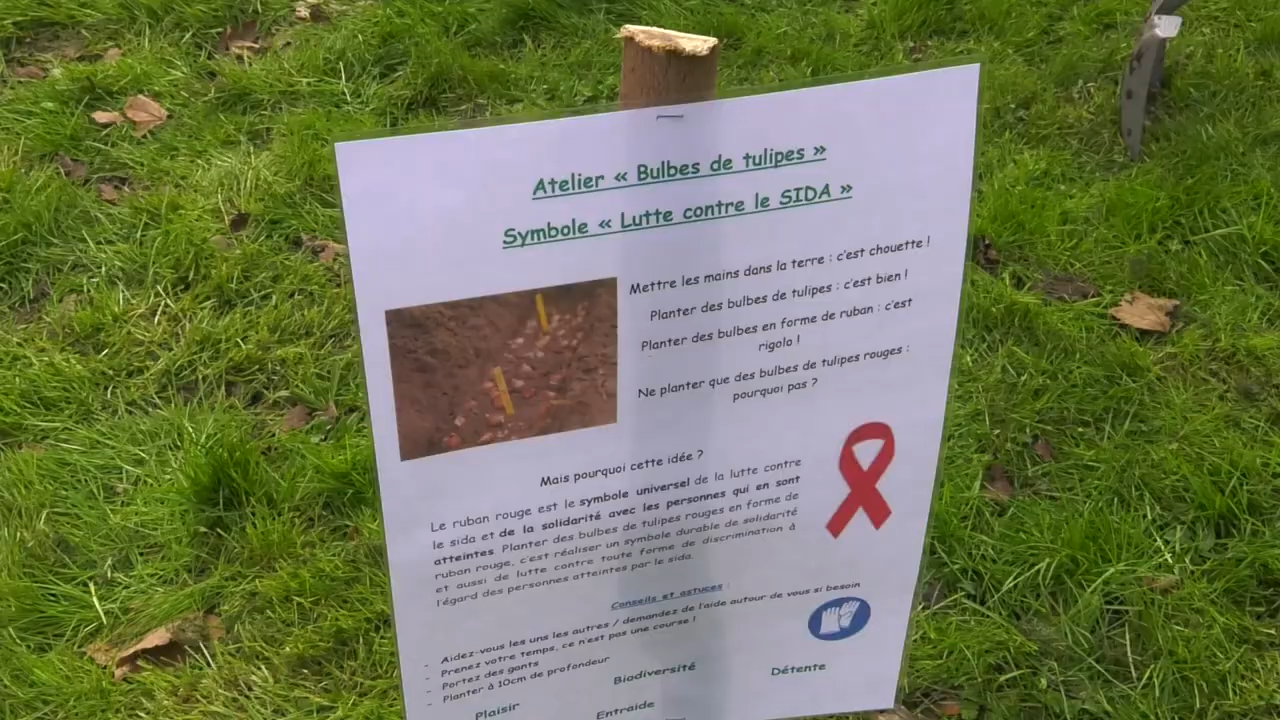 Atelier « Bulbes de tulipes »
Symbole « Lutte contre le SIDA »
Mettre les mains dans la terre : c'est chouette !
Planter des bulbes de tulipes : c'est bien !
Planter des bulbes en forme de ruban : c'est
rigolo !
Ne planter que des bulbes de tulipes rouges :
pourquoi pas ?
Mais pourquoi cette idée ?
Le ruban rouge est le symbole universel de la lutte contre
le sida et de la solidarité avec les personnes qui en sont
atteintes Planter des bulbes de tulipes rouges en forme de
ruban rouge, c'est réaliser un symbole durable de solidarité
et aussi de lutte contre toute forme de discrimination à
l'égard des personnes atteintes par le sida.
Conseils et astuces :
- Aidez-vous les uns les autres / demandez de l'aide autour de vous si besoin
- Prenez votre temps, ce n'est pas une course !
- Portez des gants
- Planter à 10cm de profondeur
Biodiversité
Détente
Plaisir
Entraide